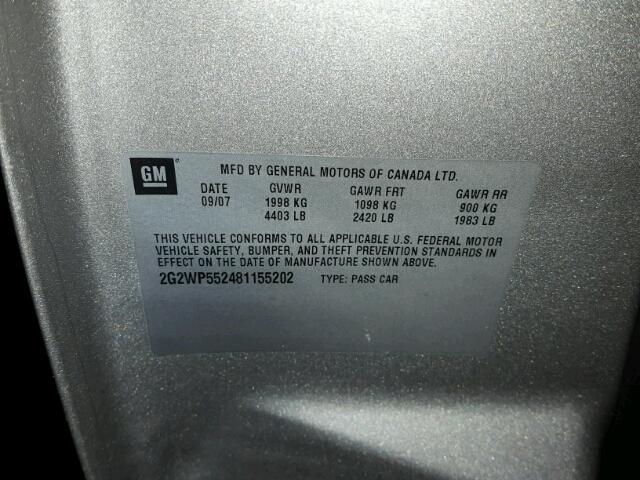 GM MFD BY GENERAL MOTORS OF CANADA LTD.
DATE GVWR GAWR FRT GAWR RR
09/07 1998 KG 1098 KG 900 KG
4403 LB 2420 LB 1983 LB
THIS VEHICLE CONFORMS TO ALL APPLICABLE U.S. FEDERAL MOTOR
VEHICLE SAFETY, BUMPER, AND THEFT PREVENTION STANDARDS IN
EFFECT ON THE DATE OF MANUFACTURE SHOWN ABOVE.
2G2WP552481155202 TYPE: PASS CAR